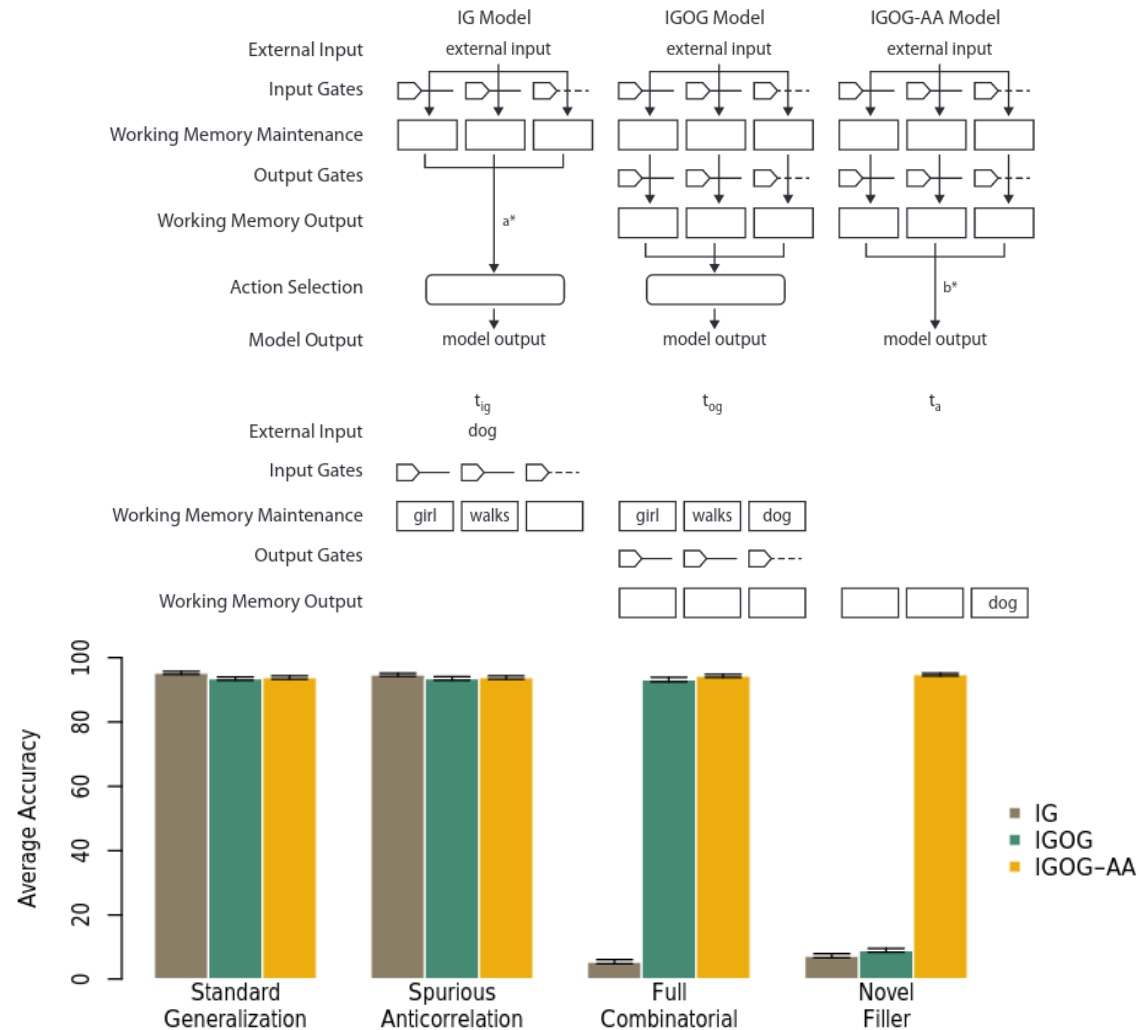 IG Model IGOG Model IGOG-AA Model
External Input external input external input external input
Input Gates
Working Memory Maintenance
Output Gates
Working Memory Output a*
Action Selection b*
Model Output model output model output model output
t_ig t_og t_a
External Input dog
Input Gates
Working Memory Maintenance girl walks girl walks dog
Output Gates
Working Memory Output dog
Average Accuracy
100
80
60
40
20
0
IG
IGOG
IGOG-AA
Standard Generalization
Spurious Anticorrelation
Full Combinatorial
Novel Filler